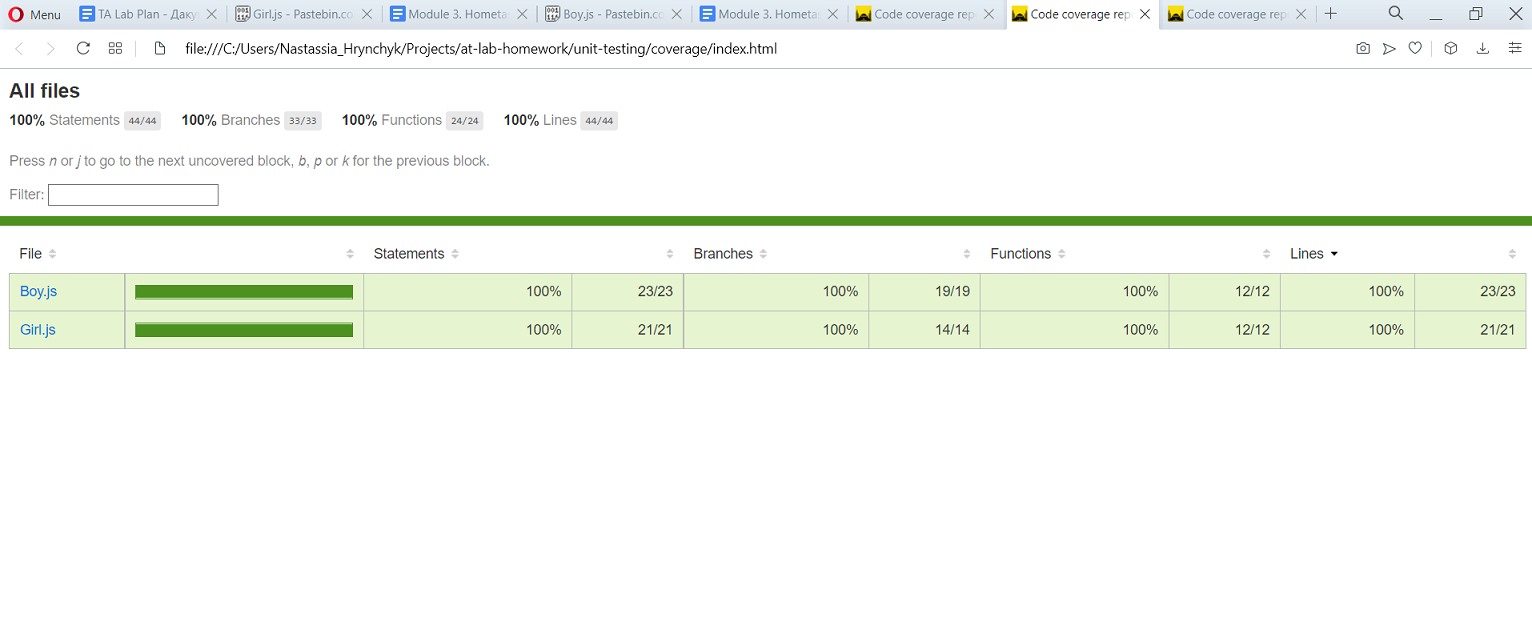 Menu TA Lab Plan - Даку Girl.js - Pastebin.co Module 3. Hometa Boy.js - Pastebin.co Module 3. Hometa Code coverage rep Code coverage rep Code coverage rep
file:///C:/Users/Nastassia_Hrynchyk/Projects/at-lab-homework/unit-testing/coverage/index.html
All files
100% Statements 44/44 100% Branches 33/33 100% Functions 24/24 100% Lines 44/44
Press n or j to go to the next uncovered block, b, p or k for the previous block.
Filter:
File Statements Branches Functions Lines
Boy.js 100% 23/23 100% 19/19 100% 12/12 100% 23/23
Girl.js 100% 21/21 100% 14/14 100% 12/12 100% 21/21